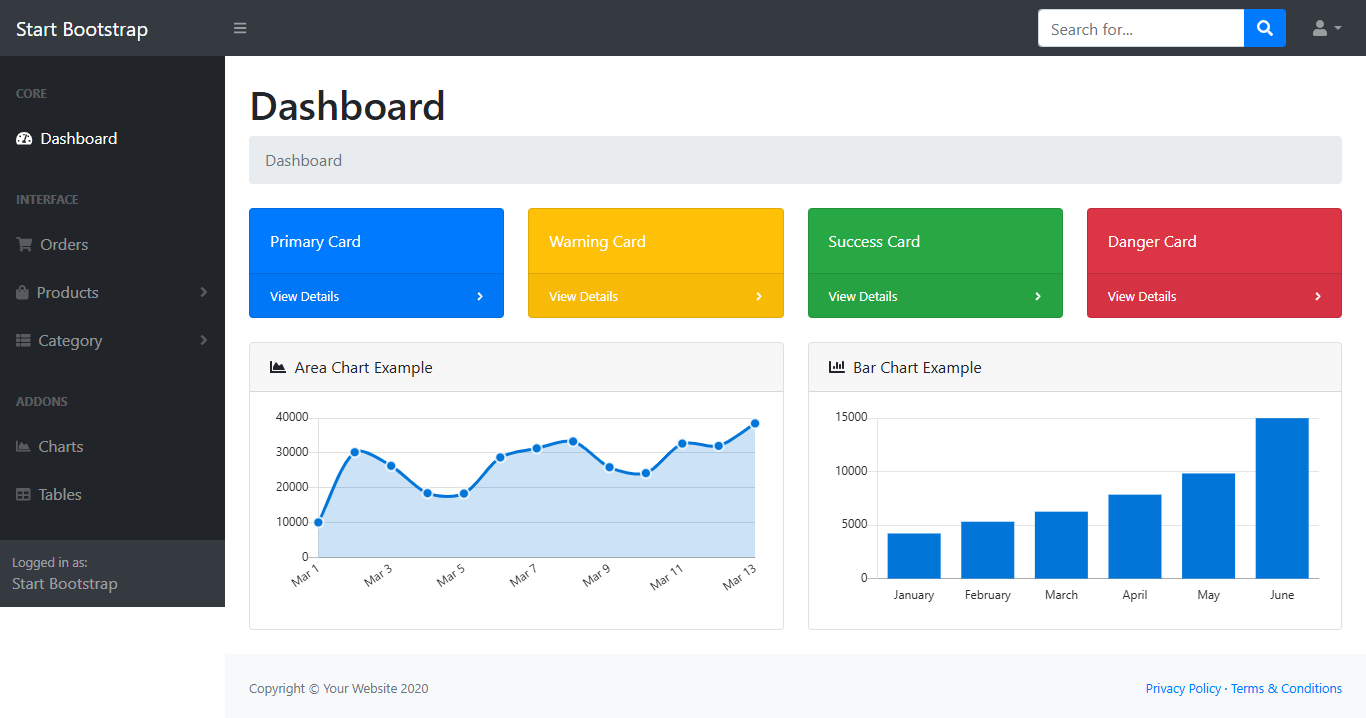 Start Bootstrap
Search for...
CORE
Dashboard
INTERFACE
Orders
Products
Category
ADDONS
Charts
Tables
Logged in as:
Start Bootstrap
Dashboard
Dashboard
Primary Card
View Details
Warning Card
View Details
Success Card
View Details
Danger Card
View Details
Area Chart Example
40000
30000
20000
10000
0
Mar 1
Mar 3
Mar 5
Mar 7
Mar 9
Mar 11
Mar 13
Bar Chart Example
15000
10000
5000
0
January
February
March
April
May
June
Copyright © Your Website 2020
Privacy Policy · Terms & Conditions